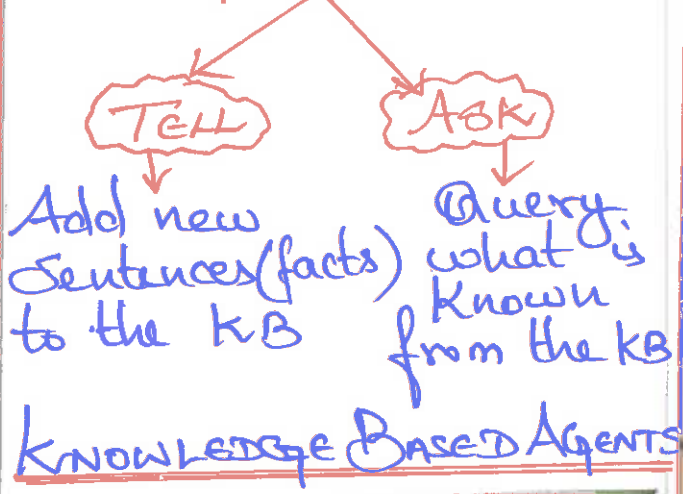 TELL
ASK
Add new
Sentences(facts)
to the KB
Query
what is
known
from the KB
KNOWLEDGE BASED AGENTS